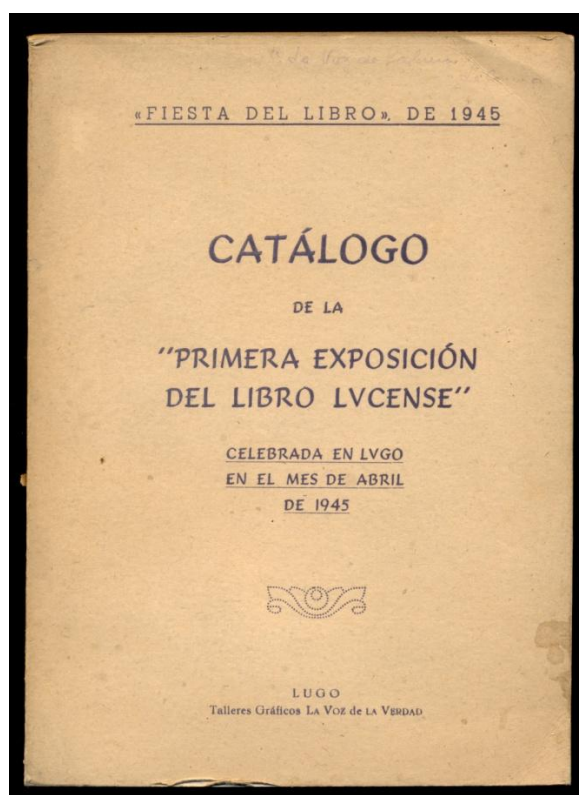 «FIESTA DEL LIBRO», DE 1945
CATÁLOGO
DE LA
"PRIMERA EXPOSICIÓN
DEL LIBRO LVCENSE"
CELEBRADA EN LVGO
EN EL MES DE ABRIL
DE 1945
LUGO
Talleres Gráficos LA VOZ de LA VERDAD